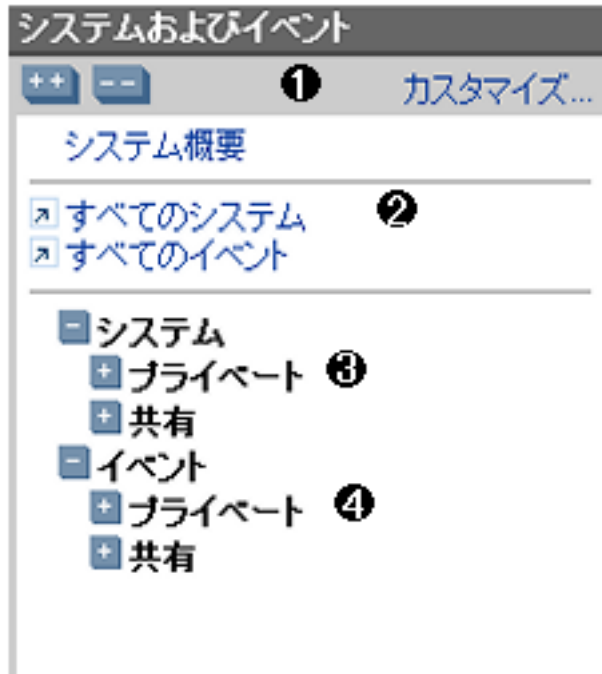 システムおよびイベント
++ -- ❶ カスタマイズ...
システム概要
すべてのシステム ❷
すべてのイベント
- システム
+ プライベート ❸
+ 共有
- イベント
+ プライベート ❹
+ 共有